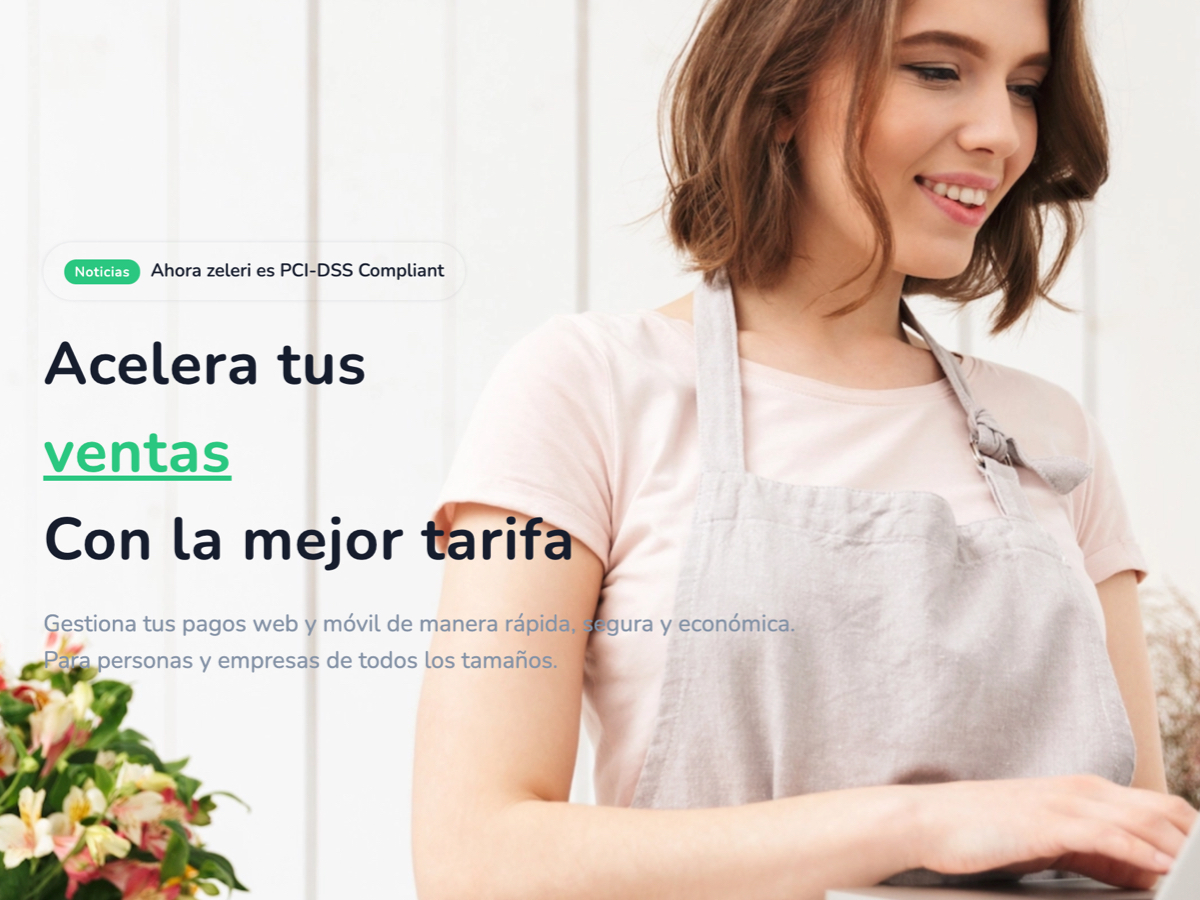 Noticias Ahora zeleri es PCI-DSS Compliant
Acelera tus
ventas
Con la mejor tarifa
Gestiona tus pagos web y móvil de manera rápida, segura y económica.
Para personas y empresas de todos los tamaños.